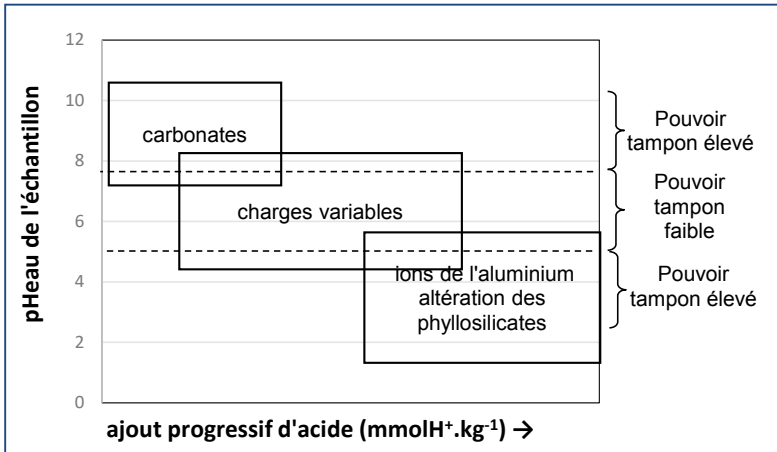 pHeau de l'échantillon
12
10
8
6
4
2
0
carbonates
charges variables
ions de l'aluminium
altération des
phyllosilicates
Pouvoir
tampon élevé
Pouvoir
tampon
faible
Pouvoir
tampon élevé
ajout progressif d'acide (mmolH⁺.kg⁻¹) →